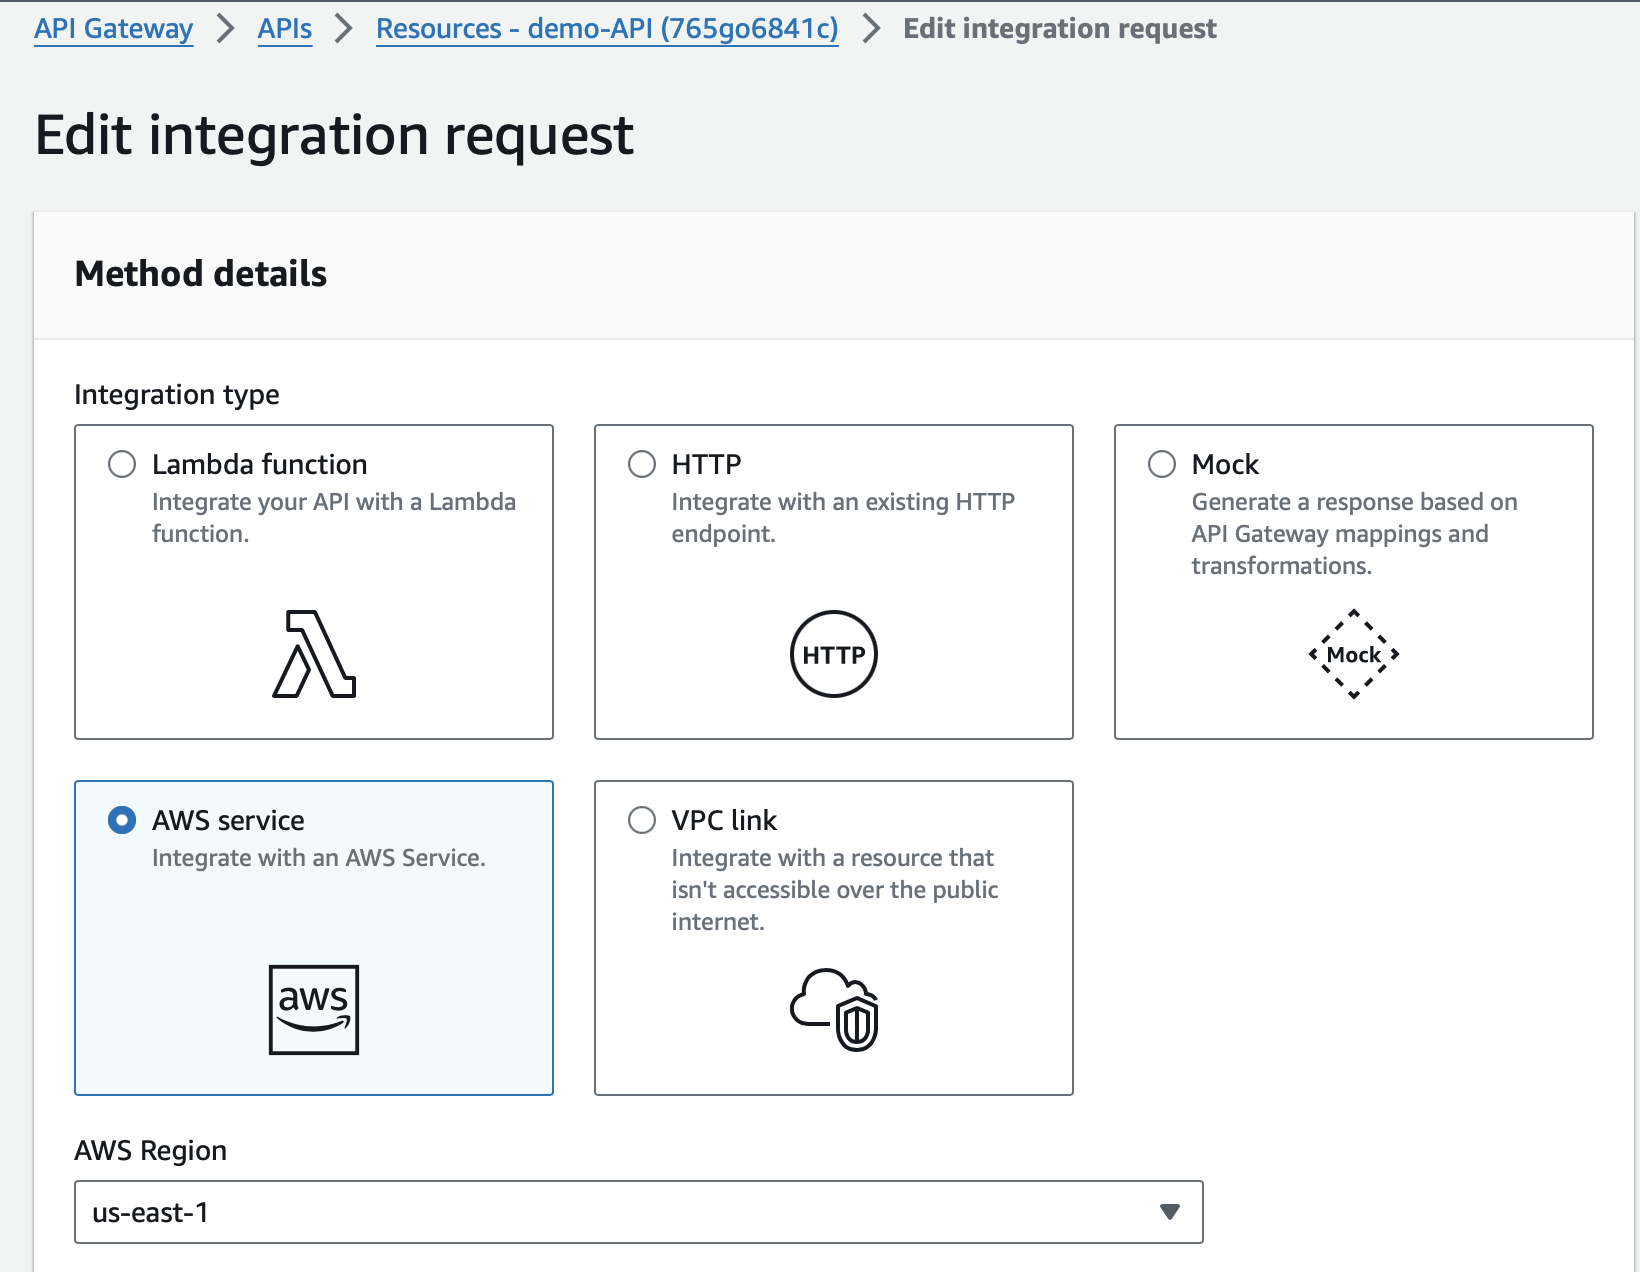 API Gateway > APIs > Resources - demo-API (765go6841c) > Edit integration request
Edit integration request
Method details
Integration type
Lambda function
Integrate your API with a Lambda
function.
HTTP
Integrate with an existing HTTP
endpoint.
HTTP
Mock
Generate a response based on
API Gateway mappings and
transformations.
Mock
AWS service
Integrate with an AWS Service.
aws
VPC link
Integrate with a resource that
isn't accessible over the public
internet.
AWS Region
us-east-1